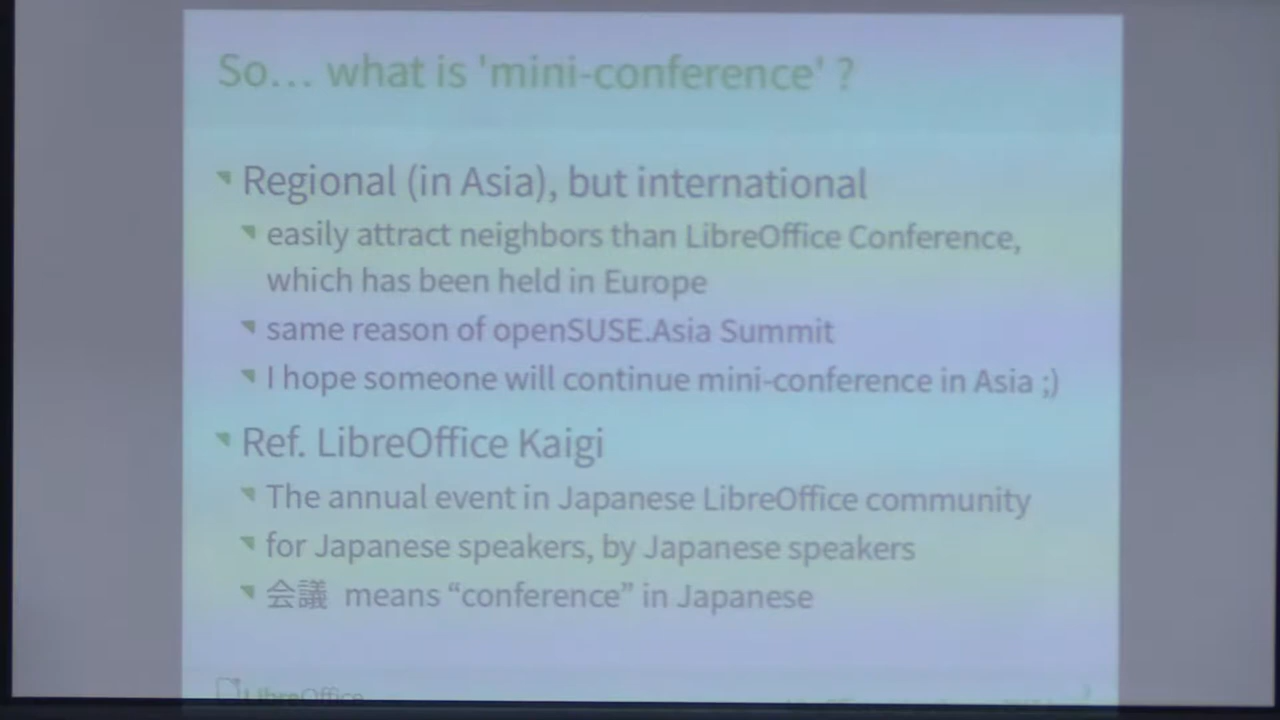 So... what is 'mini-conference' ?
Regional (in Asia), but international
easily attract neighbors than LibreOffice Conference,
which has been held in Europe
same reason of openSUSE.Asia Summit
I hope someone will continue mini-conference in Asia ;)
Ref. LibreOffice Kaigi
The annual event in Japanese LibreOffice community
for Japanese speakers, by Japanese speakers
会議 means “conference” in Japanese
LibreOffice